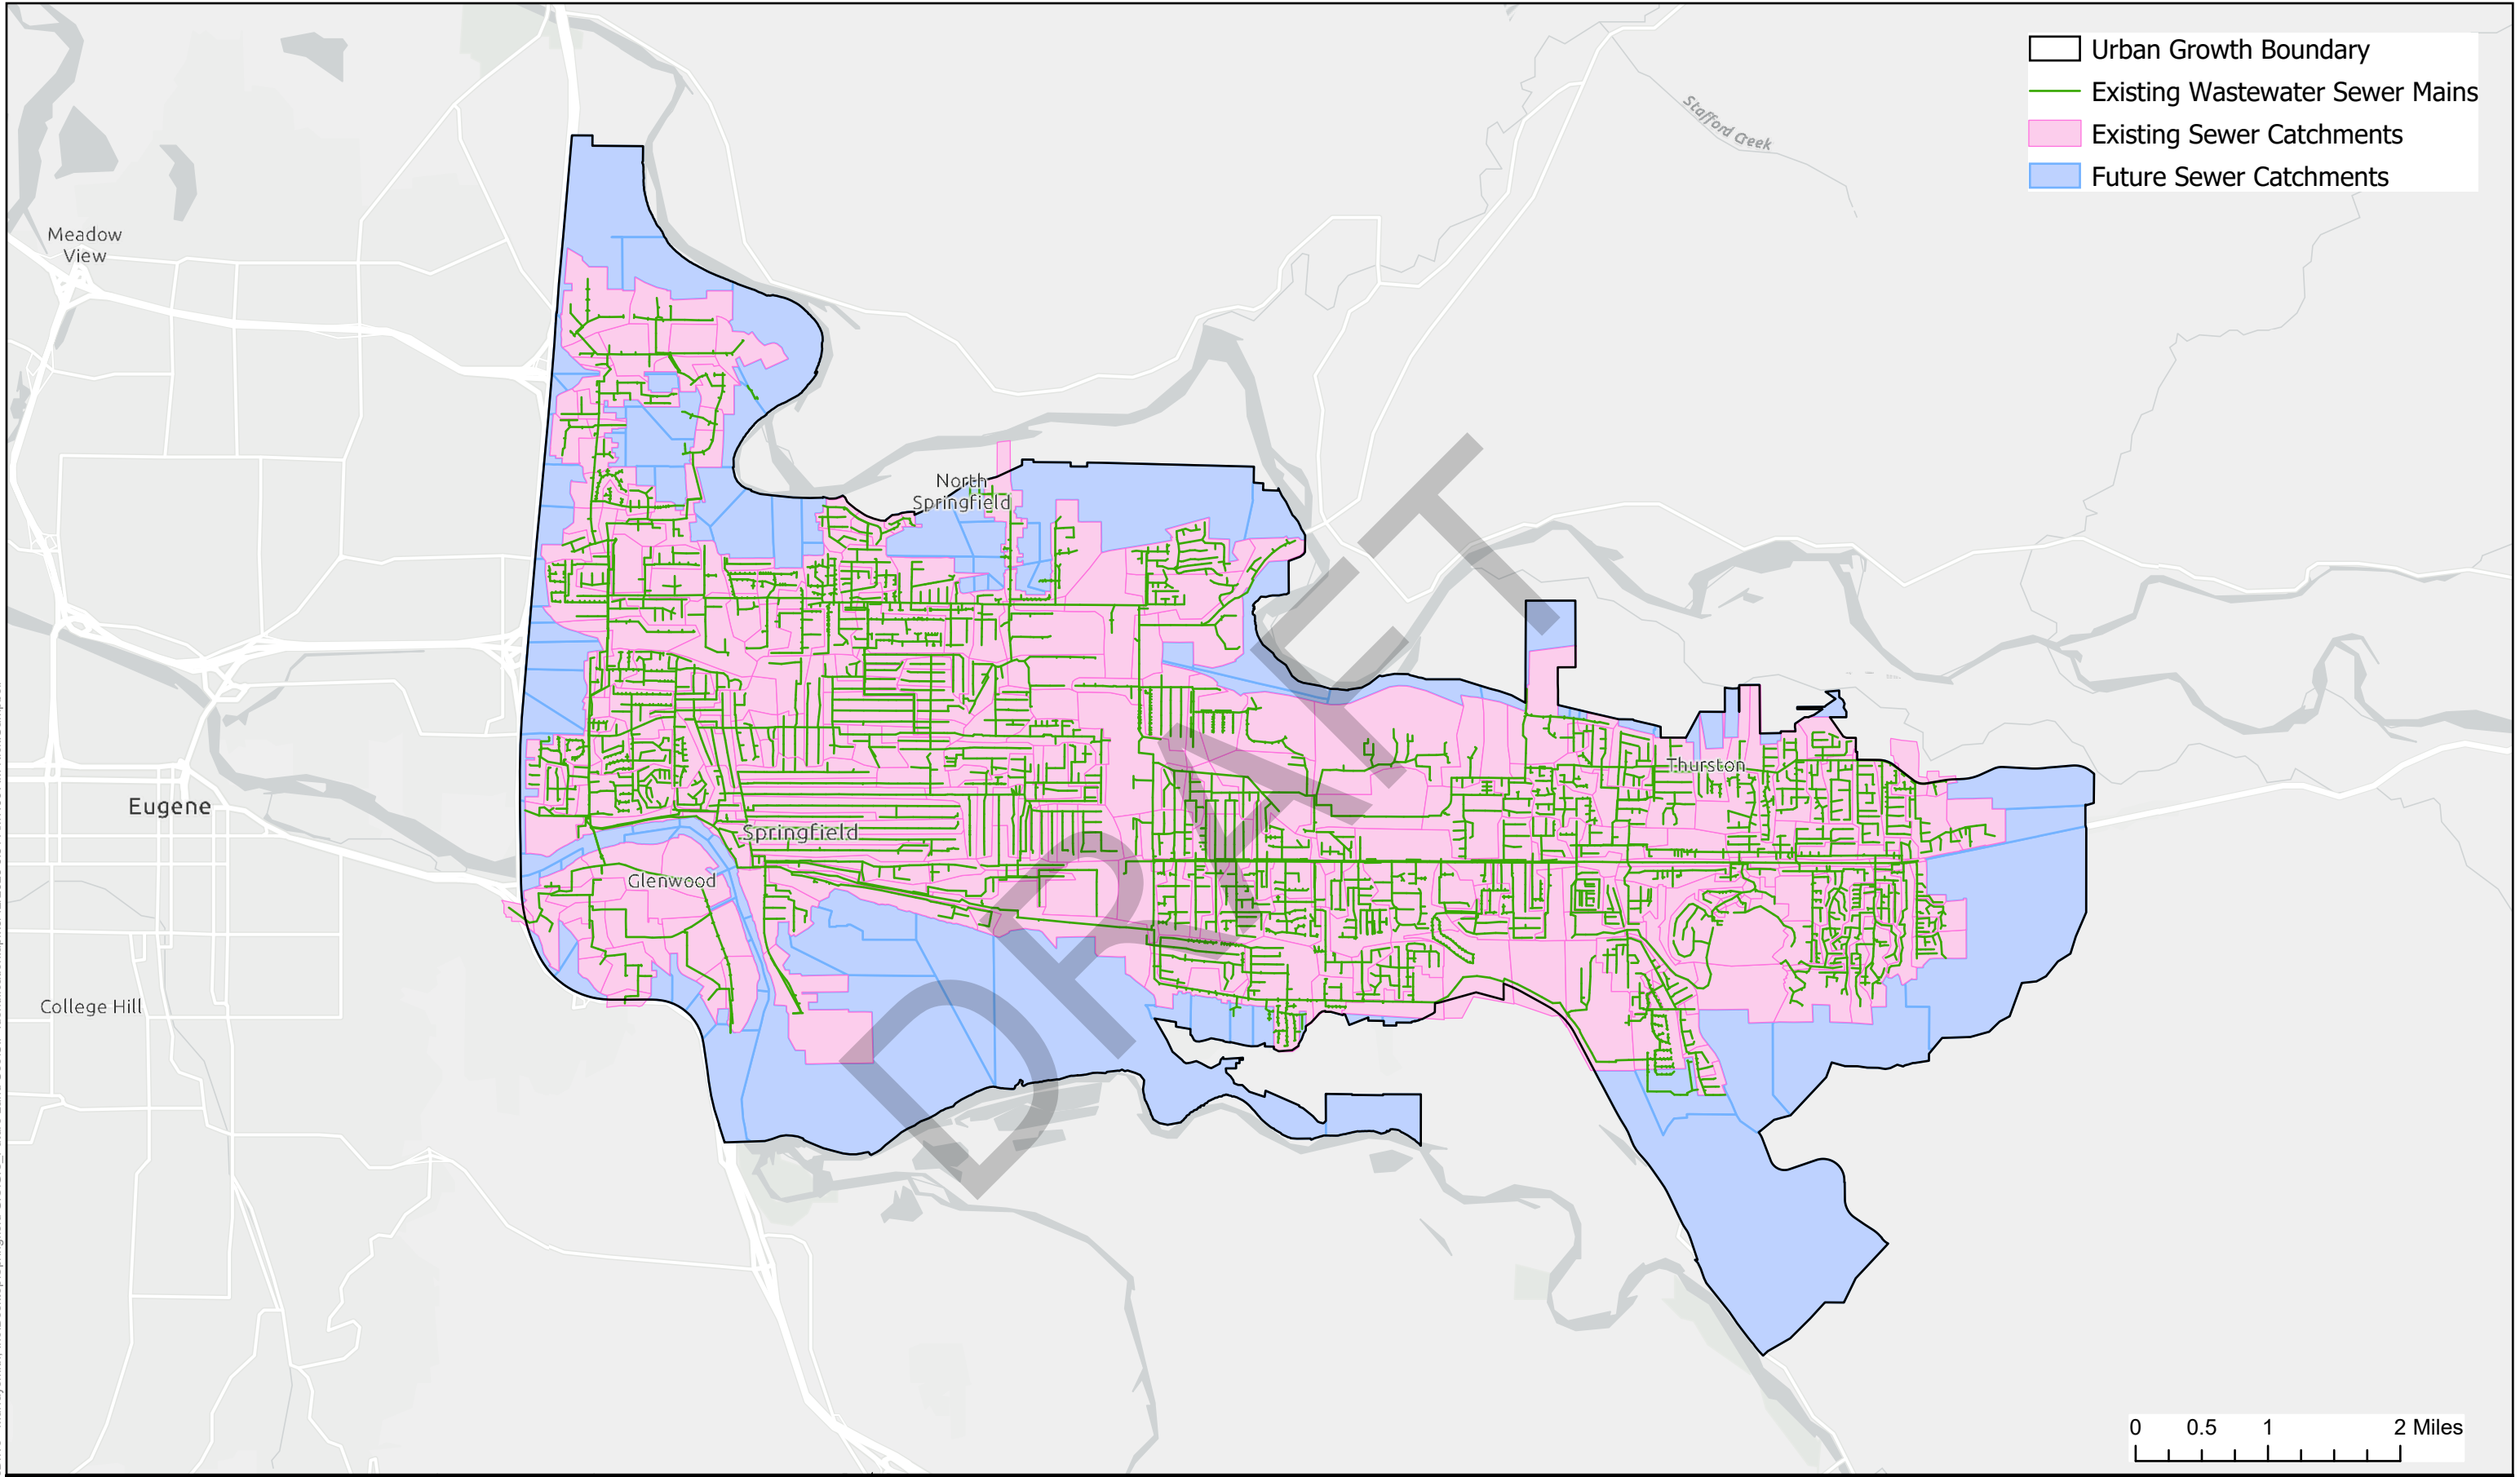 Urban Growth Boundary
Existing Wastewater Sewer Mains
Existing Sewer Catchments
Future Sewer Catchments
Stafford Creek
Meadow
View
North
Springfield
Thurston
Eugene
Springfield
Glenwood
College Hill
DRAFT
0 0.5 1 2 Miles